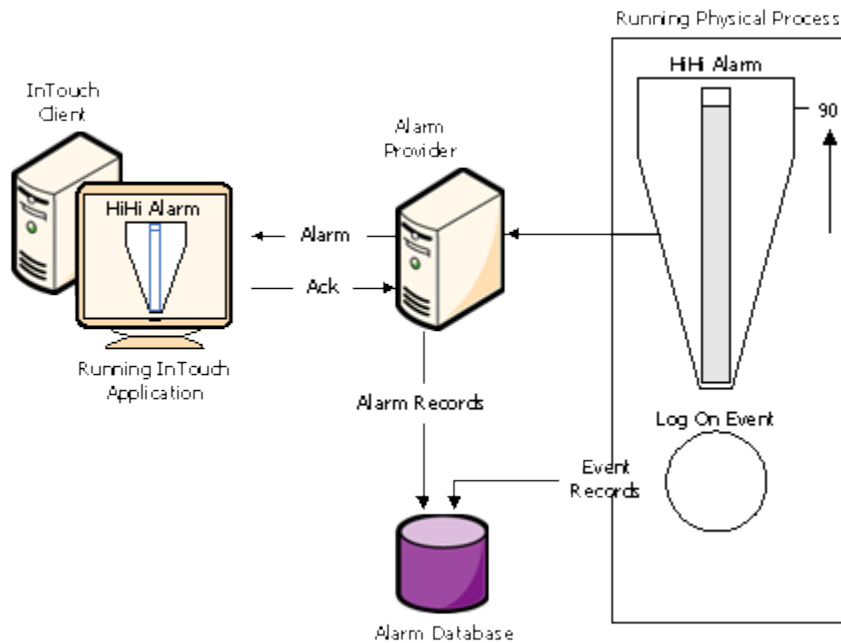 Running Physical Process
HiHi Alarm
90
InTouch
Client
Alarm
Provider
HiHi Alarm
Alarm
Ack
Running InTouch
Application
Alarm Records
Log On Event
Event
Records
Alarm Database